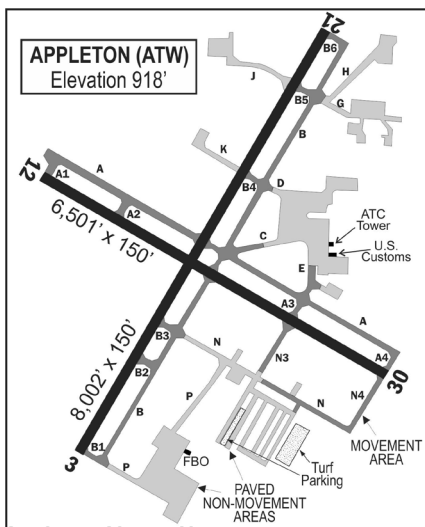 APPLETON (ATW)
Elevation 918'
21
B6
H
J
B5
G
B
K
B4
D
12
A1
A
A2
6,501' x 150'
ATC
Tower
U.S.
Customs
C
E
A3
A
A4
30
8,002' x 150'
B3
N
N3
B2
N4
P
N
B
MOVEMENT
AREA
B1
3
P
FBO
Turf
Parking
PAVED
NON-MOVEMENT
AREAS